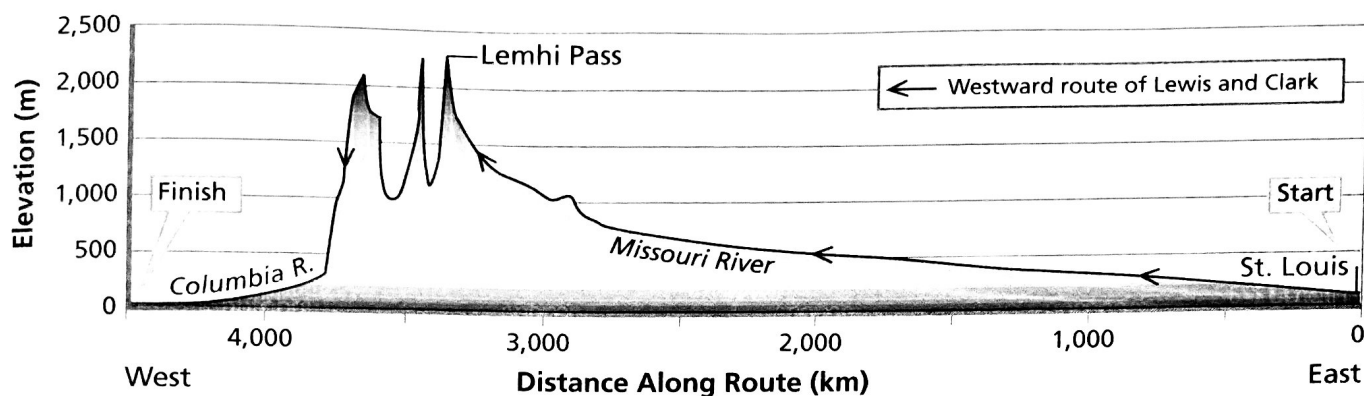 2,500
2,000
1,500
1,000
500
0
Elevation (m)
Lemhi Pass
Westward route of Lewis and Clark
Finish
Start
Columbia R.
Missouri River
St. Louis
4,000
3,000
2,000
1,000
0
West
Distance Along Route (km)
East